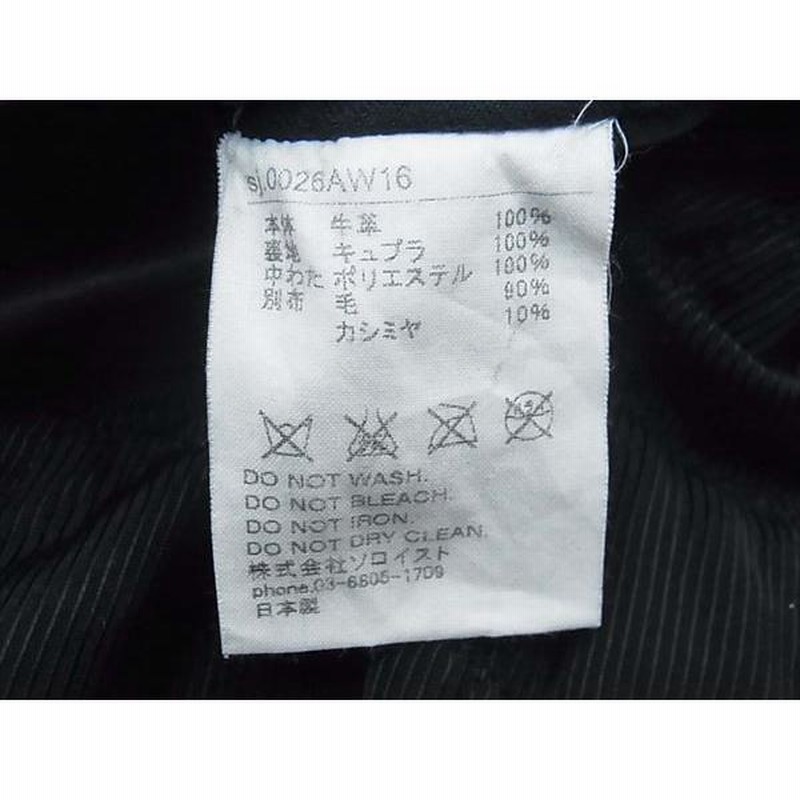 sj.0026AW16
本体 牛革 100%
裏地 キュプラ 100%
中わた ポリエステル 100%
別布 毛 90%
カシミヤ 10%
DO NOT WASH.
DO NOT BLEACH.
DO NOT IRON.
DO NOT DRY CLEAN.
株式会社ソロイスト
phone.03-6805-1709
日本製